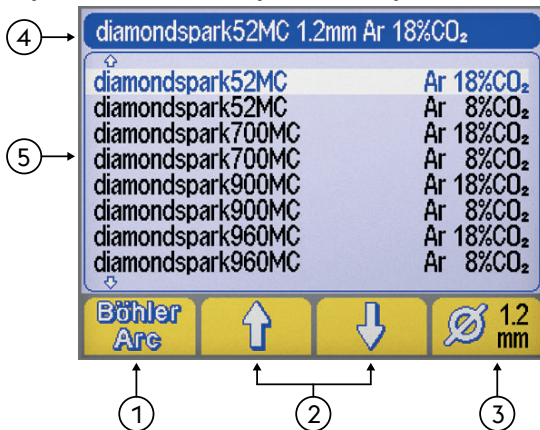 ④ diamondspark52MC 1.2mm Ar 18%CO₂
diamondspark52MC Ar 18%CO₂
diamondspark52MC Ar 8%CO₂
diamondspark700MC Ar 18%CO₂
⑤ diamondspark700MC Ar 8%CO₂
diamondspark900MC Ar 18%CO₂
diamondspark900MC Ar 8%CO₂
diamondspark960MC Ar 18%CO₂
diamondspark960MC Ar 8%CO₂
Böhler
Arc
1.2
mm
① ② ③